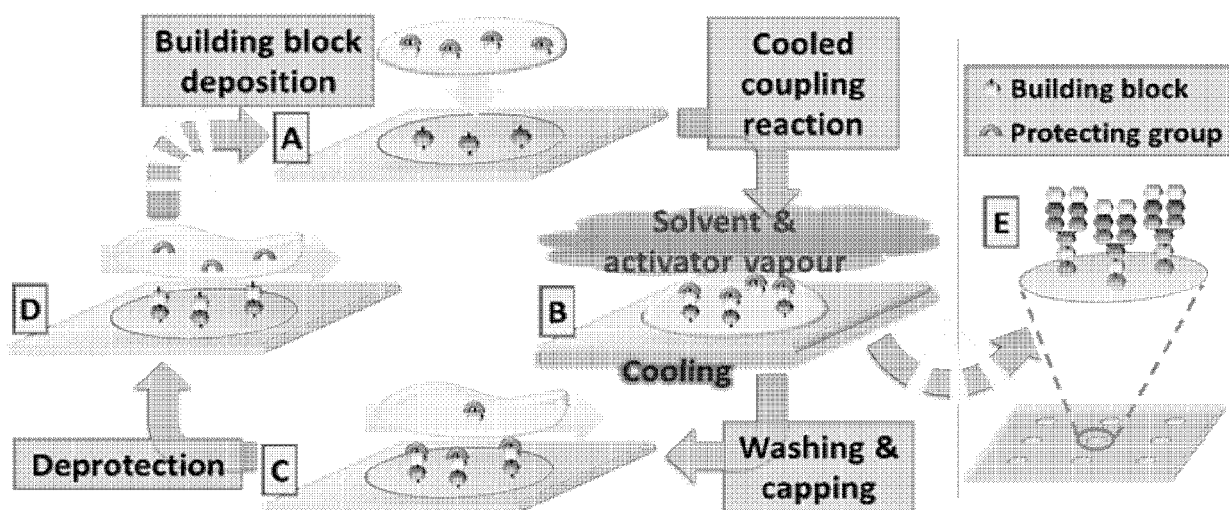 Building block
deposition
Cooled
coupling
reaction
Building block
Protecting group
A
E
Solvent &
activator vapour
D
B
Cooling
Deprotection
C
Washing &
capping